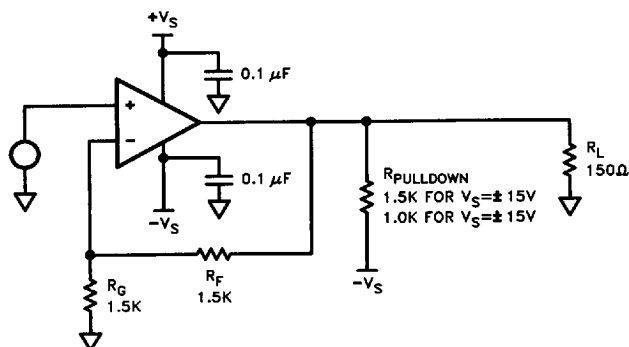 +Vs
0.1 μF
+
−
0.1 μF
−Vs
RF
1.5K
RG
1.5K
RPULLDOWN
1.5K FOR VS=± 15V
1.0K FOR VS=± 15V
−Vs
RL
150Ω